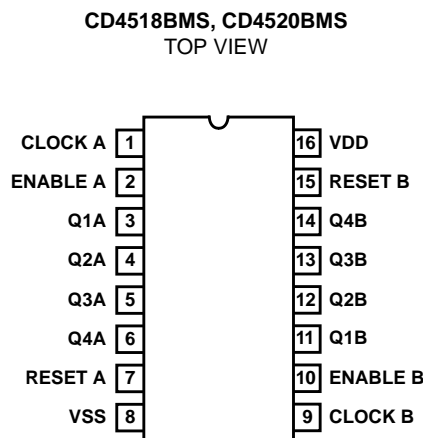 CD4518BMS, CD4520BMS
TOP VIEW
CLOCK A 1 16 VDD
ENABLE A 2 15 RESET B
Q1A 3 14 Q4B
Q2A 4 13 Q3B
Q3A 5 12 Q2B
Q4A 6 11 Q1B
RESET A 7 10 ENABLE B
VSS 8 9 CLOCK B